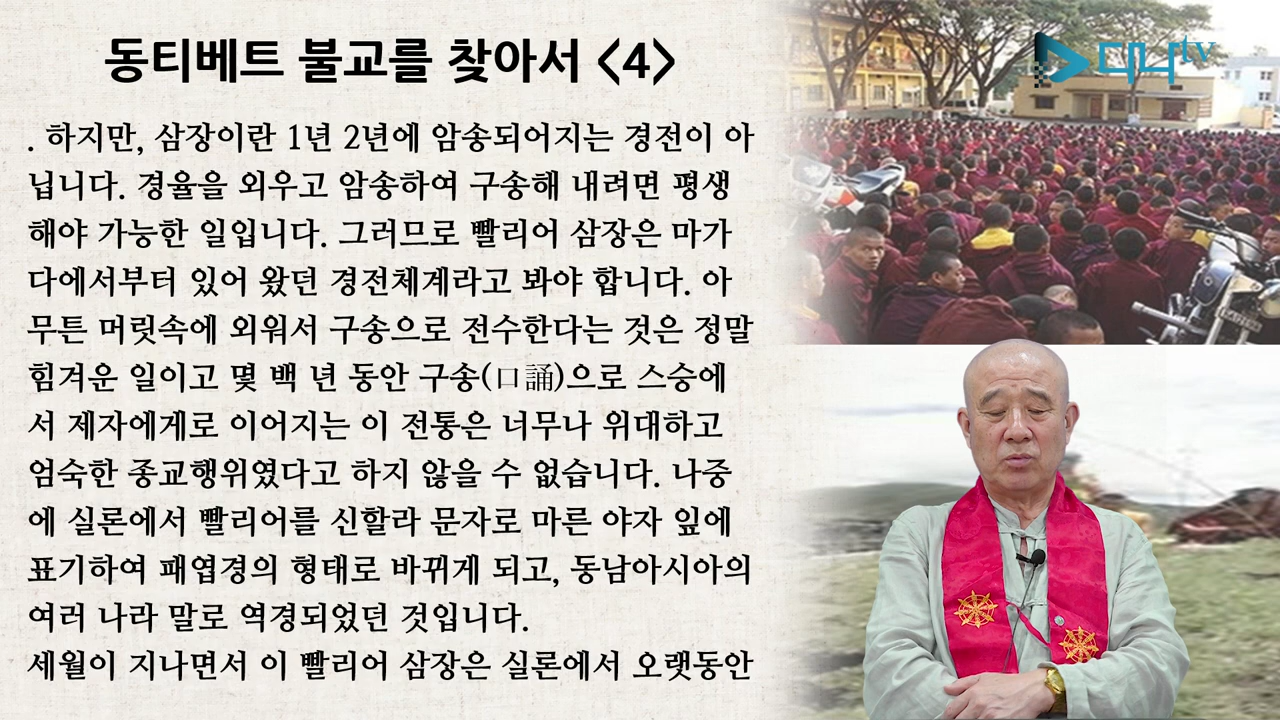 동티베트 불교를 찾아서 <4>
다나tv
. 하지만, 삼장이란 1년 2년에 암송되어지는 경전이 아
닙니다. 경율을 외우고 암송하여 구송해 내려면 평생
해야 가능한 일입니다. 그러므로 빨리어 삼장은 마가
다에서부터 있어 왔던 경전체계라고 봐야 합니다. 아
무튼 머릿속에 외워서 구송으로 전수한다는 것은 정말
힘겨운 일이고 몇 백 년 동안 구송(口誦)으로 스승에
서 제자에게로 이어지는 이 전통은 너무나 위대하고
엄숙한 종교행위였다고 하지 않을 수 없습니다. 나중
에 실론에서 빨리어를 신할라 문자로 마른 야자 잎에
표기하여 패엽경의 형태로 바뀌게 되고, 동남아시아의
여러 나라 말로 역경되었던 것입니다.
세월이 지나면서 이 빨리어 삼장은 실론에서 오랫동안